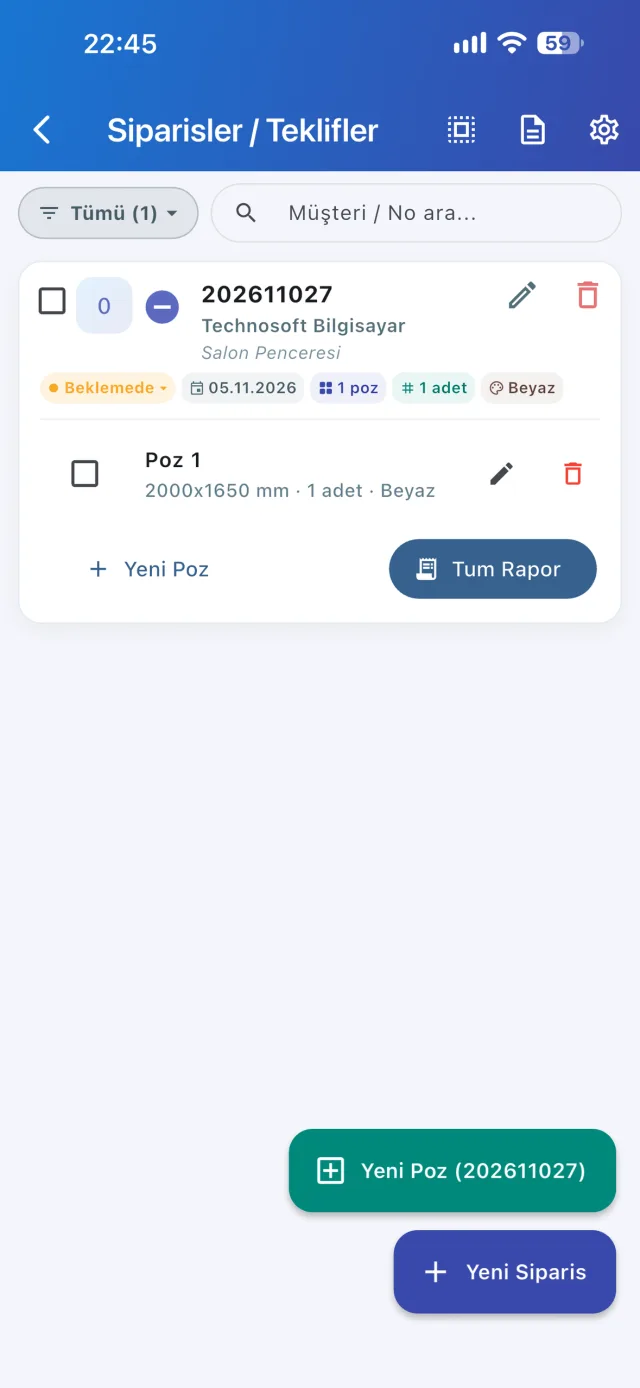 22:45
59
Siparisler / Teklifler
Tümü (1)
Müşteri / No ara...
0
202611027
Technosoft Bilgisayar
Salon Penceresi
Beklemede
05.11.2026
1 poz
1 adet
Beyaz
Poz 1
2000x1650 mm · 1 adet · Beyaz
Yeni Poz
Tum Rapor
Yeni Poz (202611027)
Yeni Siparis